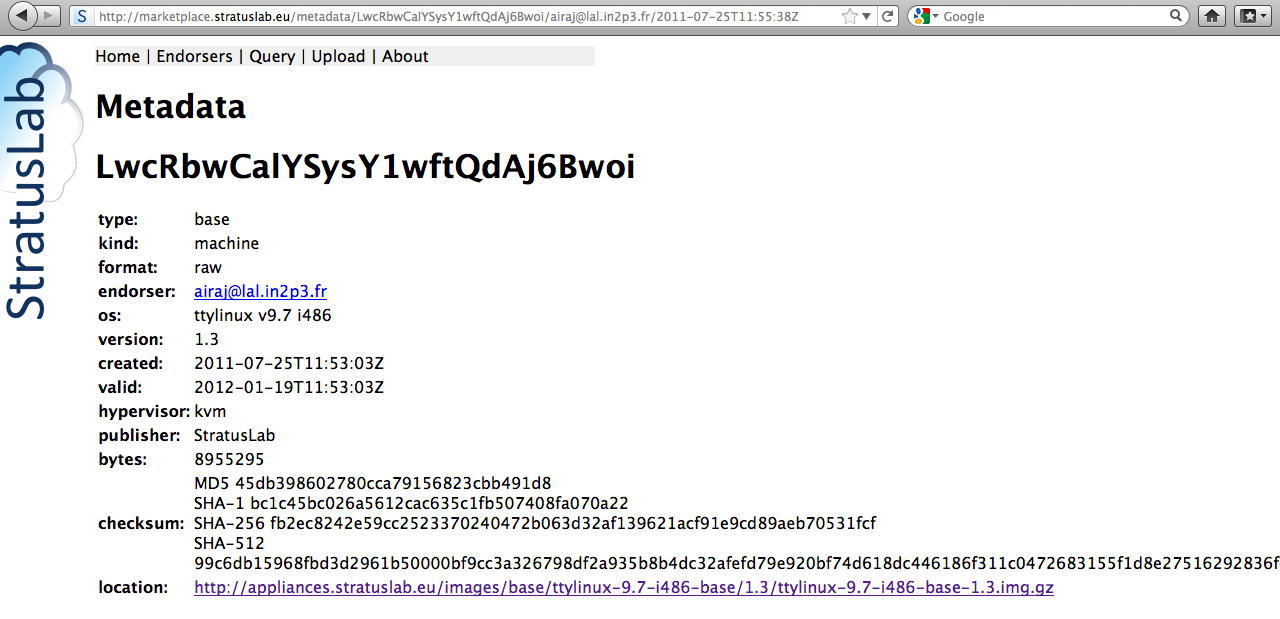 http://marketplace.stratuslab.eu/metadata/LwcRbwCalYSysY1wftQdAj6Bwoi/airaj@lal.in2p3.fr/2011-07-25T11:55:38Z
Google
Home | Endorsers | Query | Upload | About
StratusLab
Metadata
LwcRbwCalYSysY1wftQdAj6Bwoi
type: base
kind: machine
format: raw
endorser: airaj@lal.in2p3.fr
os: ttylinux v9.7 i486
version: 1.3
created: 2011-07-25T11:53:03Z
valid: 2012-01-19T11:53:03Z
hypervisor: kvm
publisher: StratusLab
bytes: 8955295
MD5 45db398602780cca79156823cbb491d8
SHA-1 bc1c45bc026a5612cac635c1fb507408fa070a22
checksum: SHA-256 fb2ec8242e59cc2523370240472b063d32af139621acf91e9cd89aeb70531fcf
SHA-512
99c6db15968fbd3d2961b50000bf9cc3a326798df2a935b8b4dc32afefd79e920bf74d618dc446186f311c0472683155f1d8e27516292836f
location: http://appliances.stratuslab.eu/images/base/ttylinux-9.7-i486-base/1.3/ttylinux-9.7-i486-base-1.3.img.gz